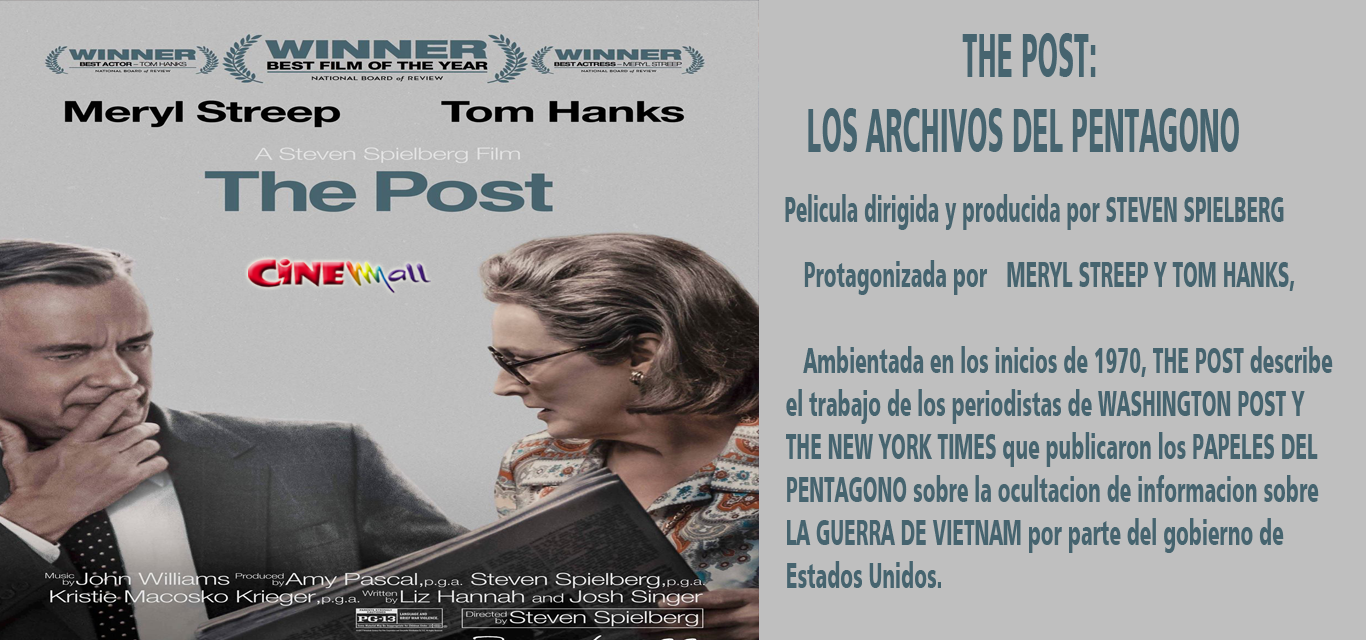 WINNER
BEST ACTOR – TOM HANKS
NATIONAL BOARD of REVIEW
WINNER
BEST FILM OF THE YEAR
NATIONAL BOARD of REVIEW
WINNER
BEST ACTRESS – MERYL STREEP
NATIONAL BOARD of REVIEW
Meryl Streep Tom Hanks
A Steven Spielberg Film
The Post
CiNEMall
Music by John Williams Produced by Amy Pascal, p.g.a. Steven Spielberg, p.g.a.
Kristie Macosko Krieger, p.g.a. Written by Liz Hannah and Josh Singer
PG-13
LANGUAGE AND
BRIEF WAR VIOLENCE
Directed by Steven Spielberg
THE POST:
LOS ARCHIVOS DEL PENTAGONO
Pelicula dirigida y producida por STEVEN SPIELBERG
Protagonizada por MERYL STREEP Y TOM HANKS,
Ambientada en los inicios de 1970, THE POST describe
el trabajo de los periodistas de WASHINGTON POST Y
THE NEW YORK TIMES que publicaron los PAPELES DEL
PENTAGONO sobre la ocultacion de informacion sobre
LA GUERRA DE VIETNAM por parte del gobierno de
Estados Unidos.